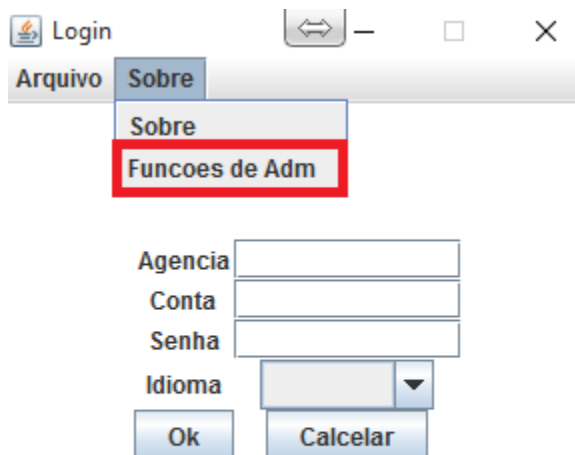 Login
Arquivo Sobre
Sobre
Funcoes de Adm
Agencia
Conta
Senha
Idioma
Ok Calcelar